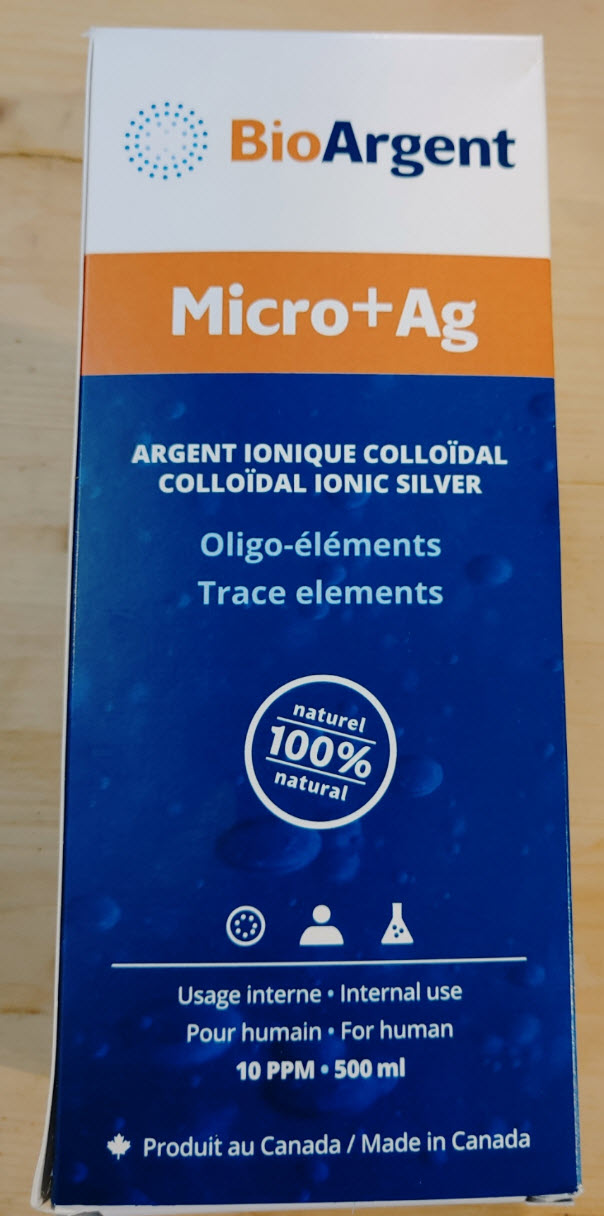 BioArgent
Micro+Ag
ARGENT IONIQUE COLLOÏDAL
COLLOÏDAL IONIC SILVER
Oligo-éléments
Trace elements
naturel
100%
natural
Usage interne • Internal use
Pour humain • For human
10 PPM • 500 ml
Produit au Canada / Made in Canada